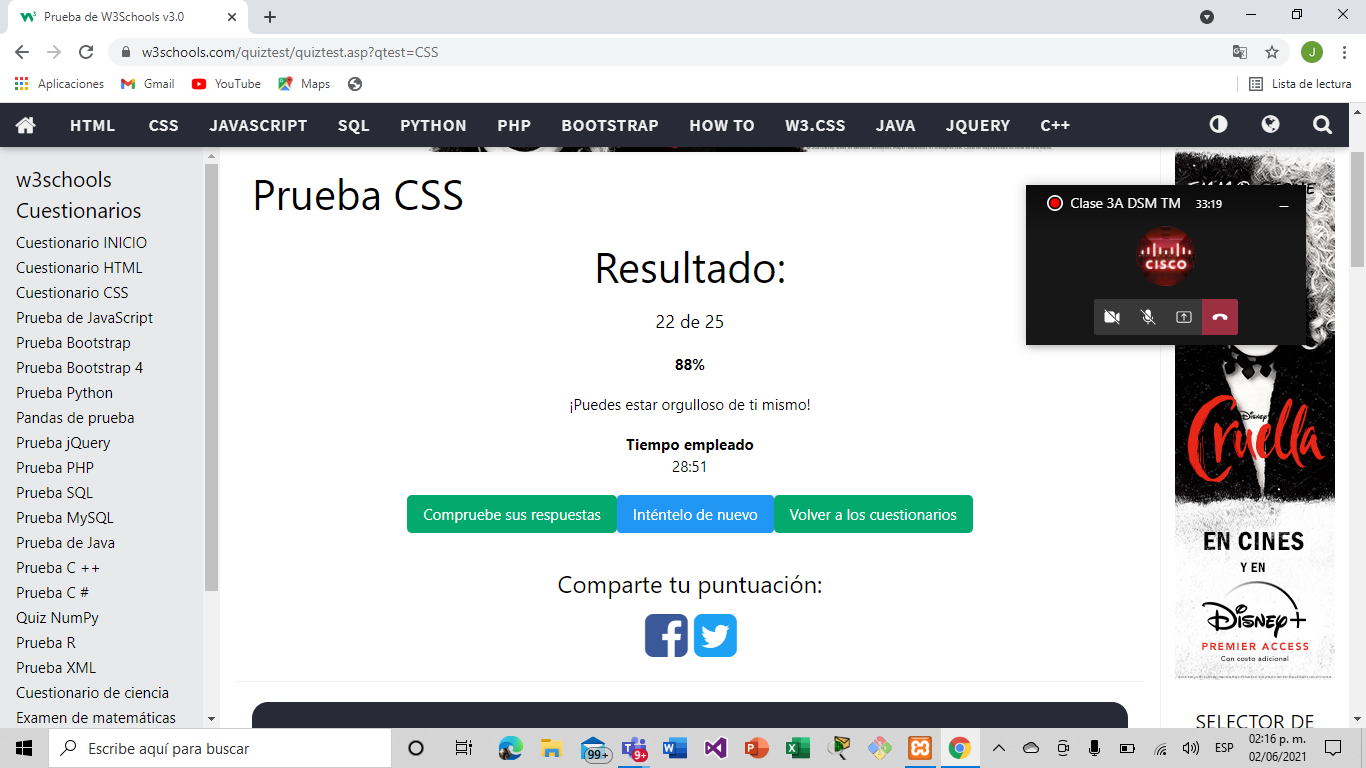 Prueba de W3Schools v3.0
w3schools.com/quiztest/quiztest.asp?qtest=CSS
J
Aplicaciones
Gmail
YouTube
Maps
Lista de lectura
HTML CSS JAVASCRIPT SQL PYTHON PHP BOOTSTRAP HOW TO W3.CSS JAVA JQUERY C++
w3schools
Cuestionarios
Cuestionario INICIO
Cuestionario HTML
Cuestionario CSS
Prueba de JavaScript
Prueba Bootstrap
Prueba Bootstrap 4
Prueba Python
Pandas de prueba
Prueba jQuery
Prueba PHP
Prueba SQL
Prueba MySQL
Prueba de Java
Prueba C ++
Prueba C #
Quiz NumPy
Prueba R
Prueba XML
Cuestionario de ciencia
Examen de matemáticas
Prueba CSS
Resultado:
22 de 25
88%
¡Puedes estar orgulloso de ti mismo!
Tiempo empleado
28:51
Compruebe sus respuestas
Inténtelo de nuevo
Volver a los cuestionarios
Comparte tu puntuación:
Clase 3A DSM TM 33:19
CISCO
Disney
Cruella
EN CINES
Y EN
Disney+
PREMIER ACCESS
Con costo adicional
SELECTOR DE
Escribe aquí para buscar
99+
9+
ESP
02:16 p. m.
02/06/2021